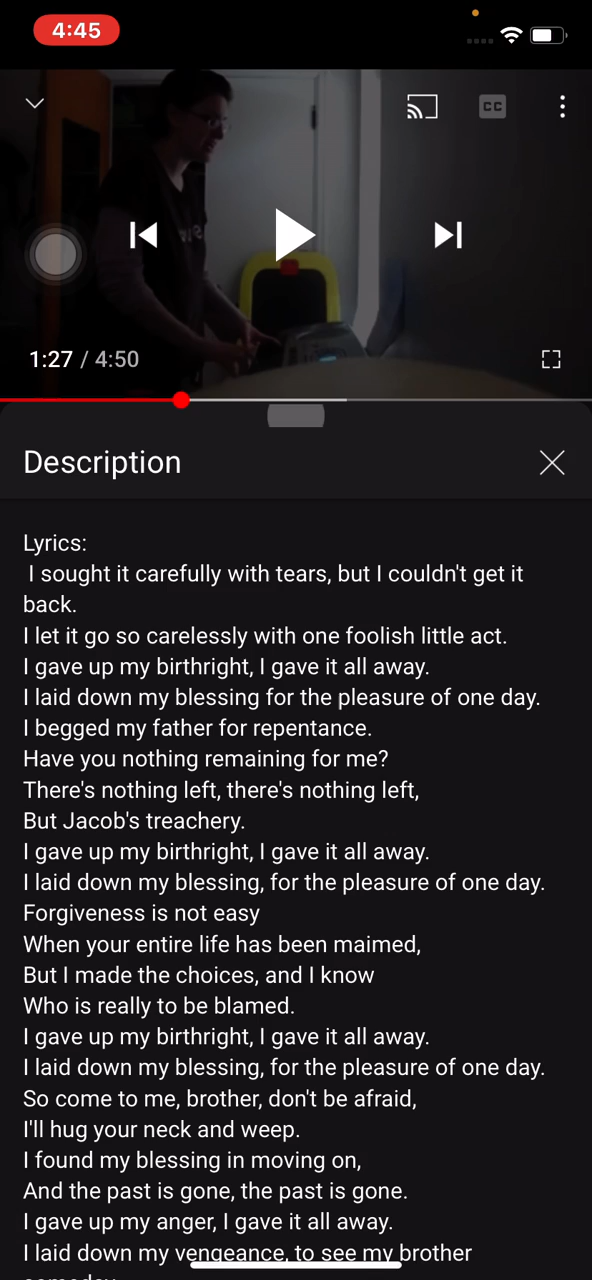 4:45
CC
1:27 / 4:50
Description
Lyrics:
I sought it carefully with tears, but I couldn't get it
back.
I let it go so carelessly with one foolish little act.
I gave up my birthright, I gave it all away.
I laid down my blessing for the pleasure of one day.
I begged my father for repentance.
Have you nothing remaining for me?
There's nothing left, there's nothing left,
But Jacob's treachery.
I gave up my birthright, I gave it all away.
I laid down my blessing, for the pleasure of one day.
Forgiveness is not easy
When your entire life has been maimed,
But I made the choices, and I know
Who is really to be blamed.
I gave up my birthright, I gave it all away.
I laid down my blessing, for the pleasure of one day.
So come to me, brother, don't be afraid,
I'll hug your neck and weep.
I found my blessing in moving on,
And the past is gone, the past is gone.
I gave up my anger, I gave it all away.
I laid down my vengeance, to see my brother